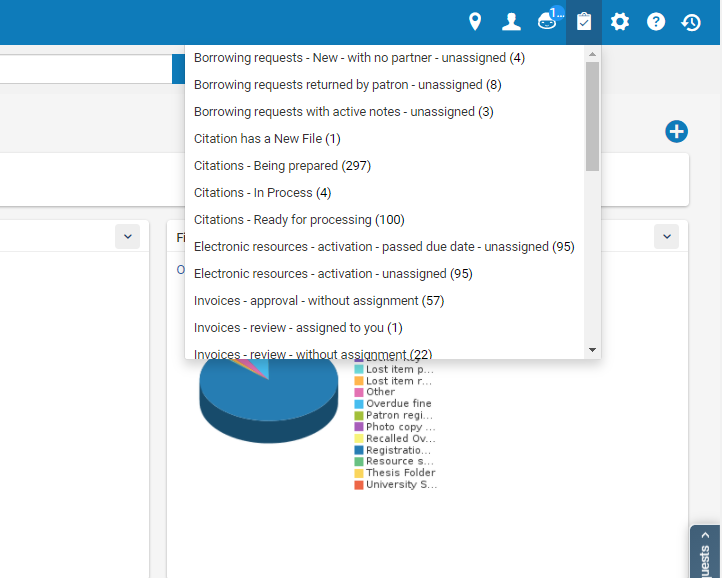 1...
Borrowing requests - New - with no partner - unassigned (4)
Borrowing requests returned by patron - unassigned (8)
Borrowing requests with active notes - unassigned (3)
Citation has a New File (1)
Citations - Being prepared (297)
Citations - In Process (4)
Citations - Ready for processing (100)
Electronic resources - activation - passed due date - unassigned (95)
Electronic resources - activation - unassigned (95)
Invoices - approval - without assignment (57)
Invoices - review - assigned to you (1)
Invoices - review - without assignment (22)
Fi
O
Lost item p...
Lost item r...
Other
Overdue fine
Patron regi...
Photo copy ...
Recalled Ov...
Registratio...
Resource s...
Thesis Folder
University S...
uests